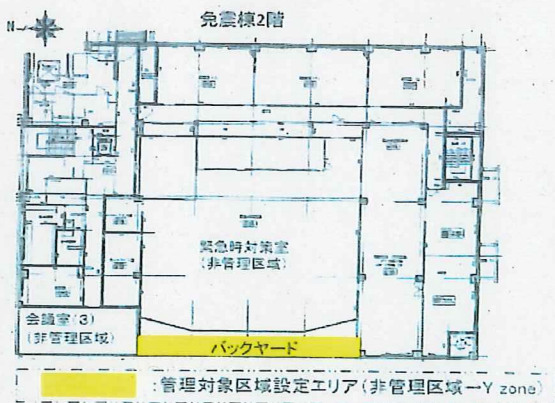 免震棟2階
N
緊急時対策室
(非管理区域)
会議室(3)
(非管理区域)
バックヤード
:管理対象区域設定エリア(非管理区域→Y zone)